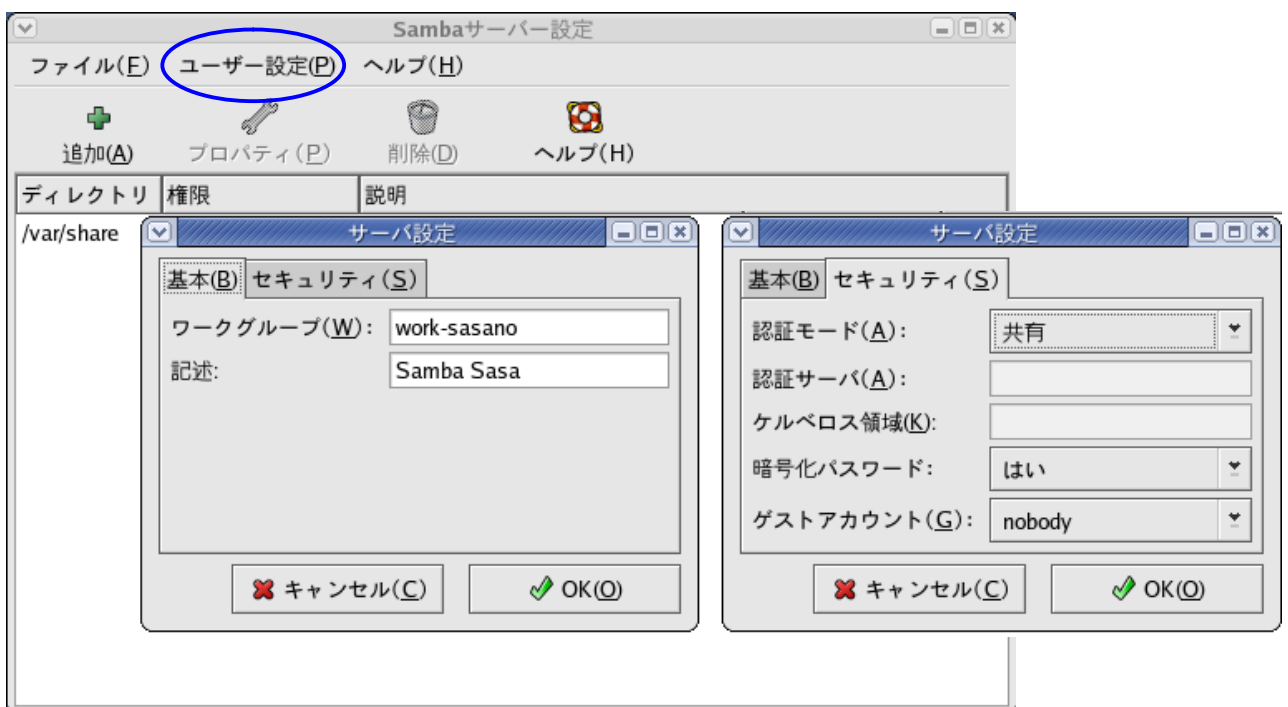 Sambaサーバー設定
ファイル(F) ユーザー設定(P) ヘルプ(H)
追加(A) プロパティ(P) 削除(D) ヘルプ(H)
ディレクトリ 権限 説明
/var/share
サーバ設定
基本(B) セキュリティ(S)
ワークグループ(W): work-sasano
記述: Samba Sasa
キャンセル(C) OK(O)
サーバ設定
基本(B) セキュリティ(S)
認証モード(A): 共有
認証サーバ(A):
ケルベロス領域(K):
暗号化パスワード: はい
ゲストアカウント(G): nobody
キャンセル(C) OK(O)